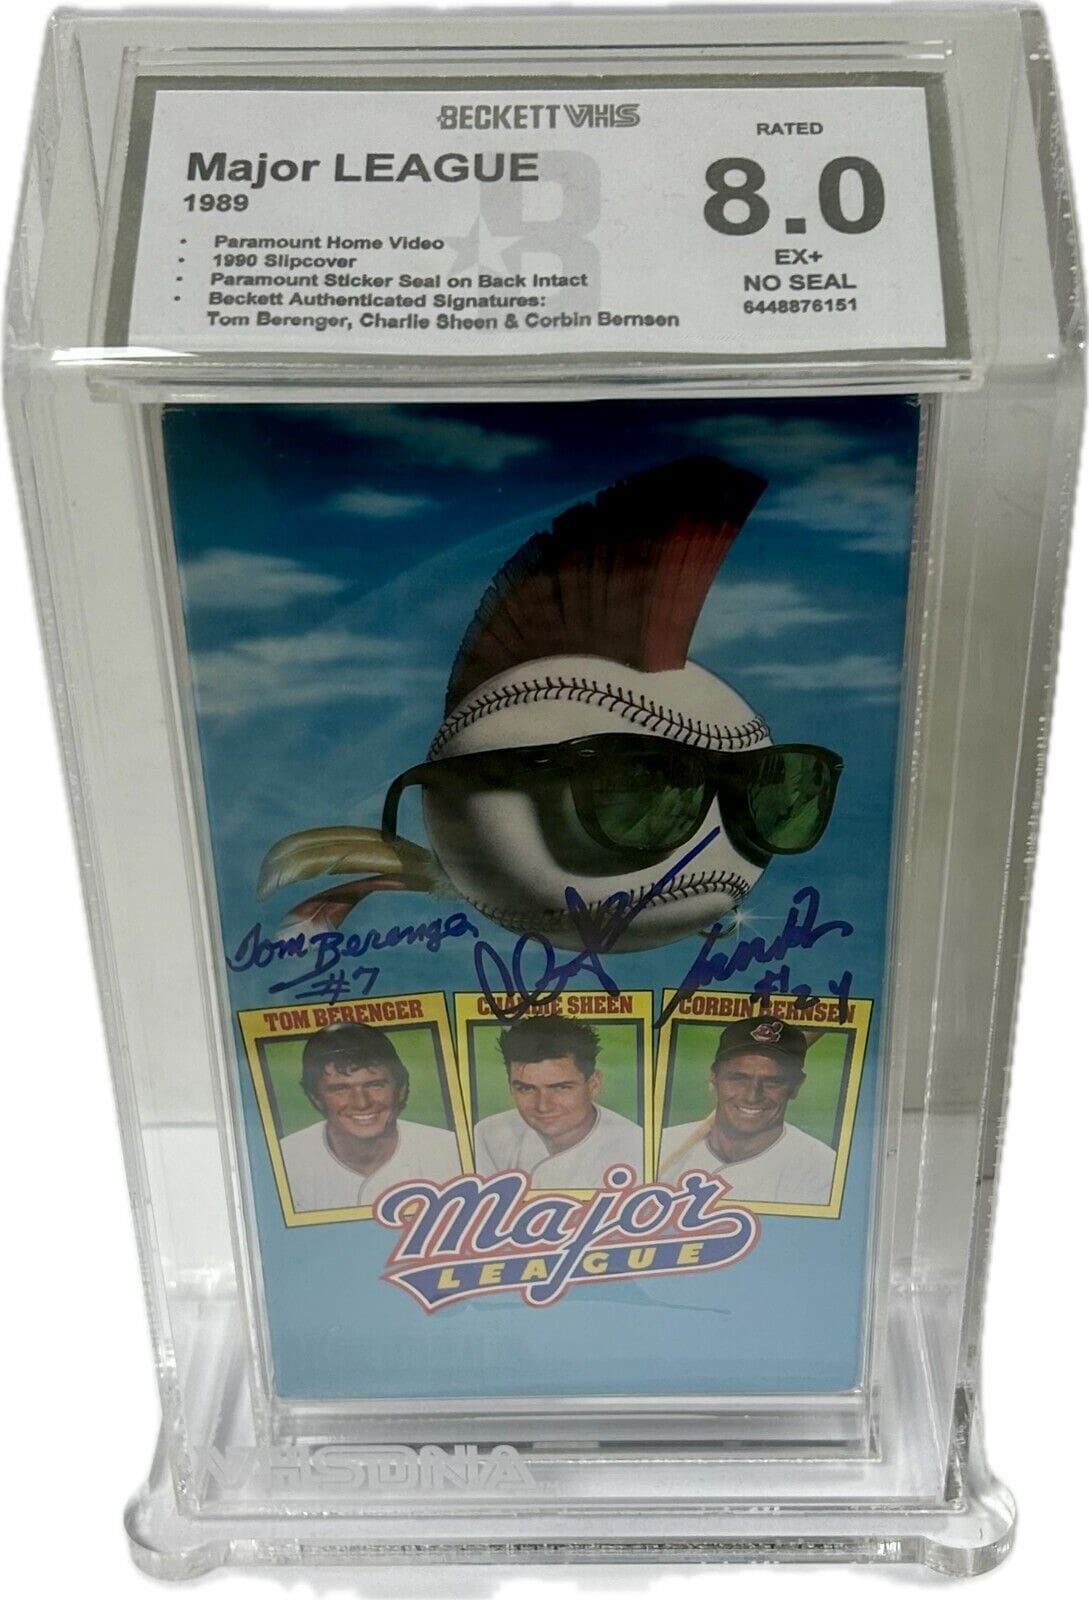 BECKETT VHS
Major LEAGUE
1989
• Paramount Home Video
• 1990 Slipcover
• Paramount Sticker Seal on Back Intact
• Beckett Authenticated Signatures:
Tom Berenger, Charlie Sheen & Corbin Bernsen
RATED
8.0
EX+
NO SEAL
6448876151
Tom Berenger
#7
#24
TOM BERENGER
CHARLIE SHEEN
CORBIN BERNSEN
Major
LEAGUE
VHSDNA